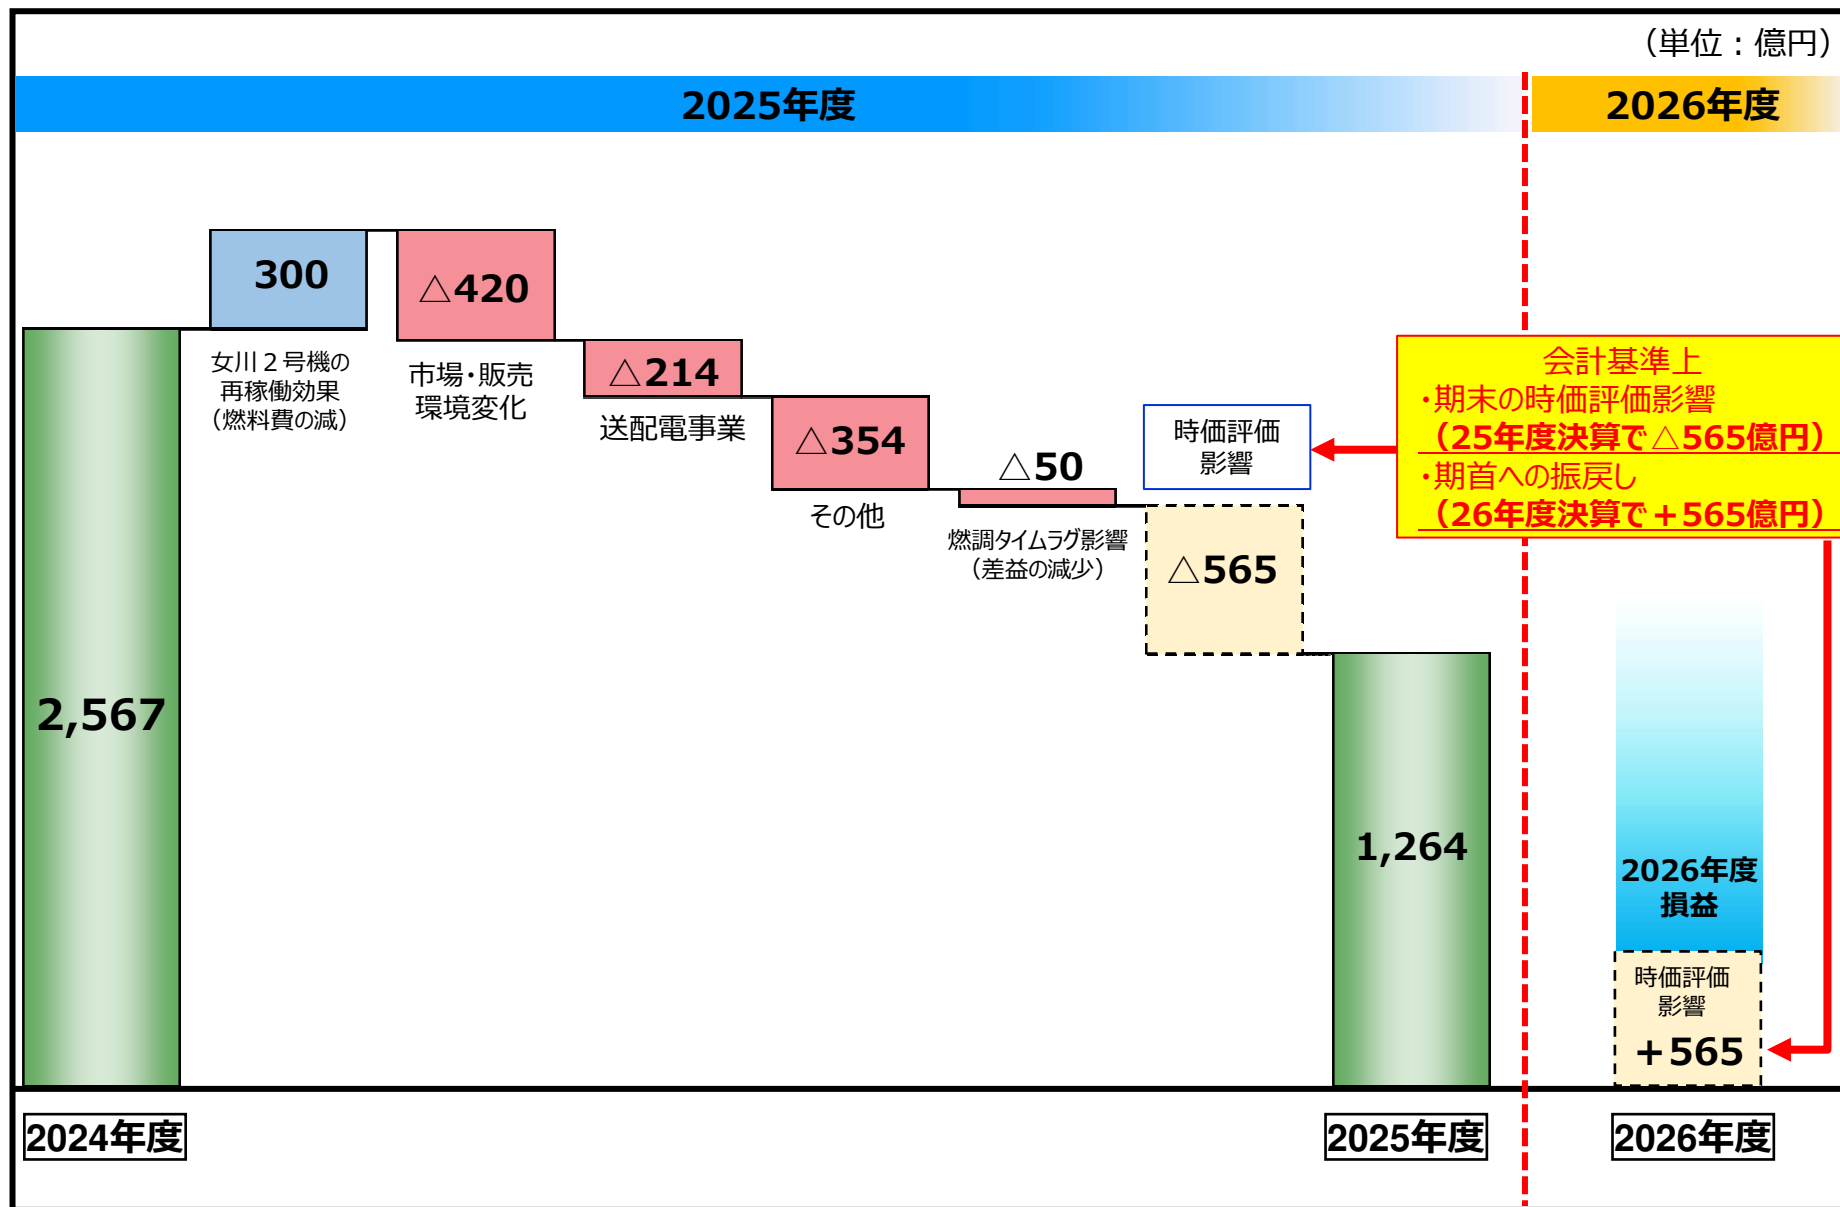 （単位：億円）
2025年度
2026年度
2,567
300
女川２号機の
再稼働効果
（燃料費の減）
△420
市場・販売
環境変化
△214
送配電事業
△354
その他
△50
燃調タイムラグ影響
（差益の減少）
時価評価
影響
△565
1,264
会計基準上
・期末の時価評価影響
（25年度決算で△565億円）
・期首への振戻し
（26年度決算で＋565億円）
2026年度
損益
時価評価
影響
＋565
2024年度
2025年度
2026年度